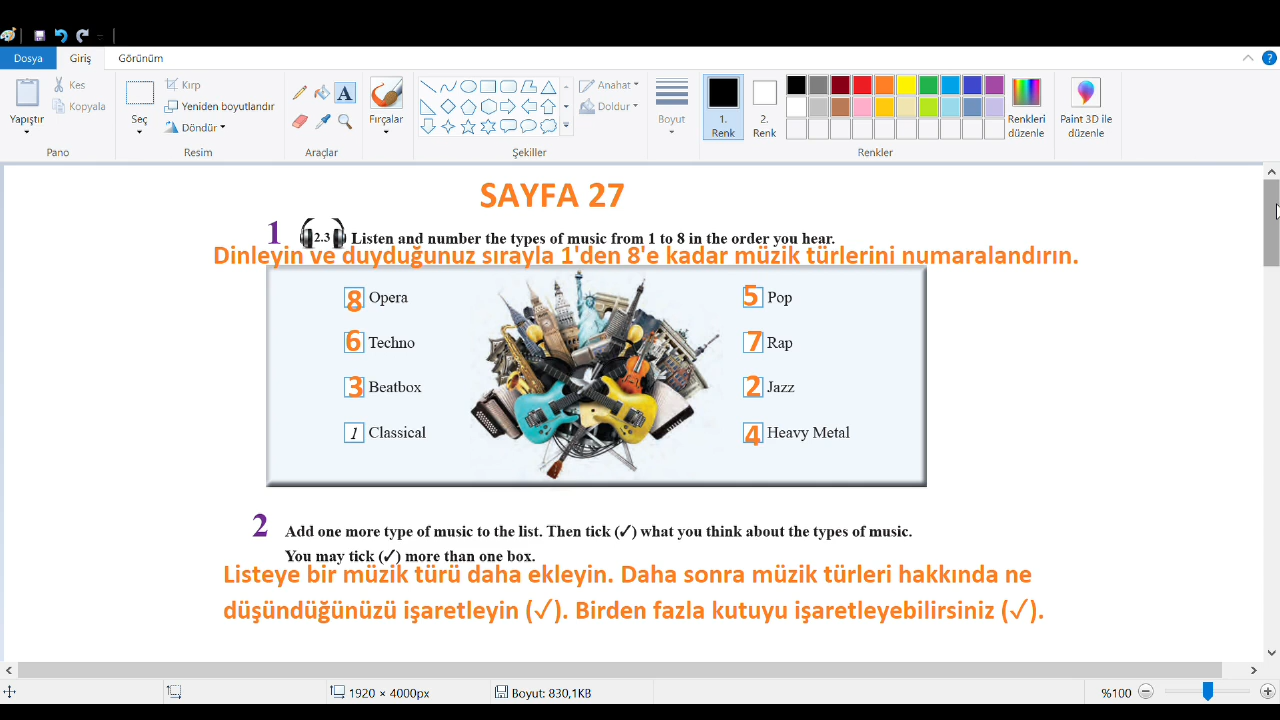 Dosya Giriş Görünüm
Yapıştır
Kes
Kopyala
Pano
Seç
Kırp
Yeniden boyutlandır
Döndür
Resim
A
Araçlar
Fırçalar
Anahat
Doldur
Şekiller
Boyut
1. Renk
2. Renk
Renkleri düzenle
Renkler
Paint 3D ile düzenle
SAYFA 27
1 2.3 Listen and number the types of music from 1 to 8 in the order you hear.
Dinleyin ve duyduğunuz sırayla 1'den 8'e kadar müzik türlerini numaralandırın.
8 Opera
6 Techno
3 Beatbox
1 Classical
5 Pop
7 Rap
2 Jazz
4 Heavy Metal
2 Add one more type of music to the list. Then tick (✓) what you think about the types of music.
You may tick (✓) more than one box.
Listeye bir müzik türü daha ekleyin. Daha sonra müzik türleri hakkında ne
düşündüğünüzü işaretleyin (✓). Birden fazla kutuyu işaretleyebilirsiniz (✓).
1920 × 4000px Boyut: 830,1KB %100